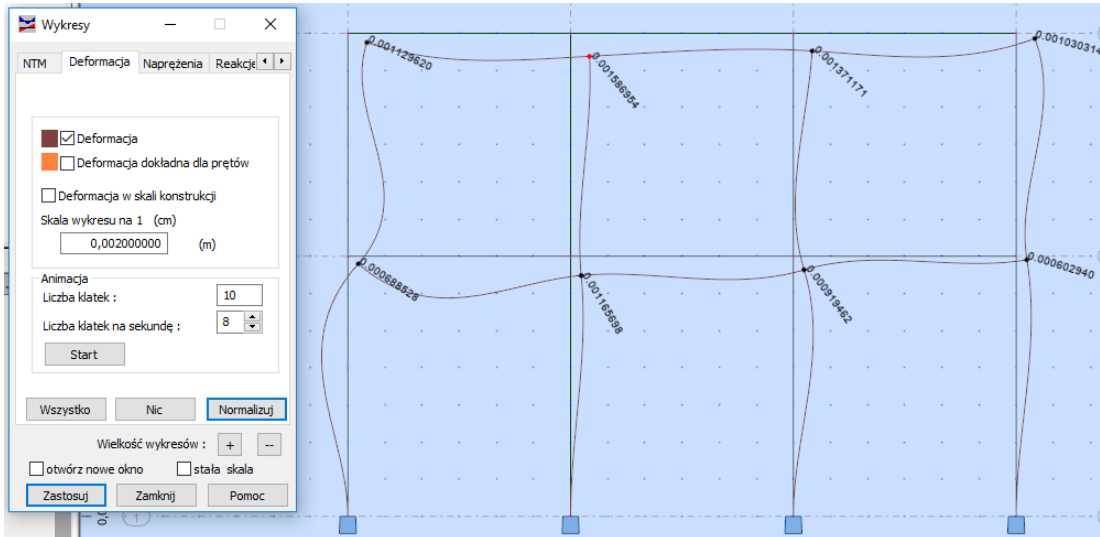 Wykresy
NTM Deformacja Naprężenia Reakcje
Deformacja
Deformacja dokładna dla prętów
Deformacja w skali konstrukcji
Skala wykresu na 1 (cm)
0,002000000 (m)
Animacja
Liczba klatek : 10
Liczba klatek na sekundę : 8
Start
Wszystko Nic Normalizuj
Wielkość wykresów : + --
otwórz nowe okno stała skala
Zastosuj Zamknij Pomoc
0.001129620
0.001586954
0.001371171
0.001030314
0.000688528
0.001165698
0.000919462
0.000602940
1